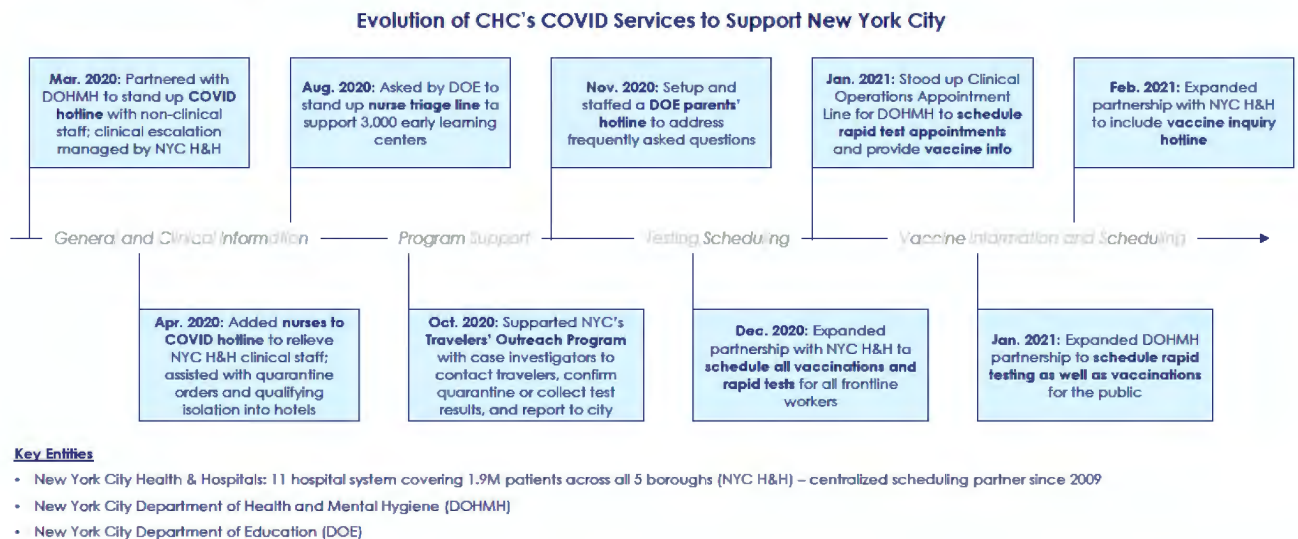 Evolution of CHC's COVID Services to Support New York City
Mar. 2020: Partnered with
DOHMH to stand up COVID
hotline with non-clinical
staff; clinical escalation
managed by NYC H&H
Aug. 2020: Asked by DOE to
stand up nurse triage line to
support 3,000 early learning
centers
Nov. 2020: Setup and
staffed a DOE parents'
hotline to address
frequently asked questions
Jan. 2021: Stood up Clinical
Operations Appointment
Line for DOHMH to schedule
rapid test appointments
and provide vaccine info
Feb. 2021: Expanded
partnership with NYC H&H
to include vaccine inquiry
hotline
General and Clinical Information
Program Support
Testing Scheduling
Vaccine Information and Scheduling
Apr. 2020: Added nurses to
COVID hotline to relieve
NYC H&H clinical staff;
assisted with quarantine
orders and qualifying
isolation into hotels
Oct. 2020: Supported NYC's
Travelers' Outreach Program
with case investigators to
contact travelers, confirm
quarantine or collect test
results, and report to city
Dec. 2020: Expanded
partnership with NYC H&H to
schedule all vaccinations and
rapid tests for all frontline
workers
Jan. 2021: Expanded DOHMH
partnership to schedule rapid
testing as well as vaccinations
for the public
Key Entities
• New York City Health & Hospitals: 11 hospital system covering 1.9M patients across all 5 boroughs (NYC H&H) – centralized scheduling partner since 2009
• New York City Department of Health and Mental Hygiene (DOHMH)
• New York City Department of Education (DOE)